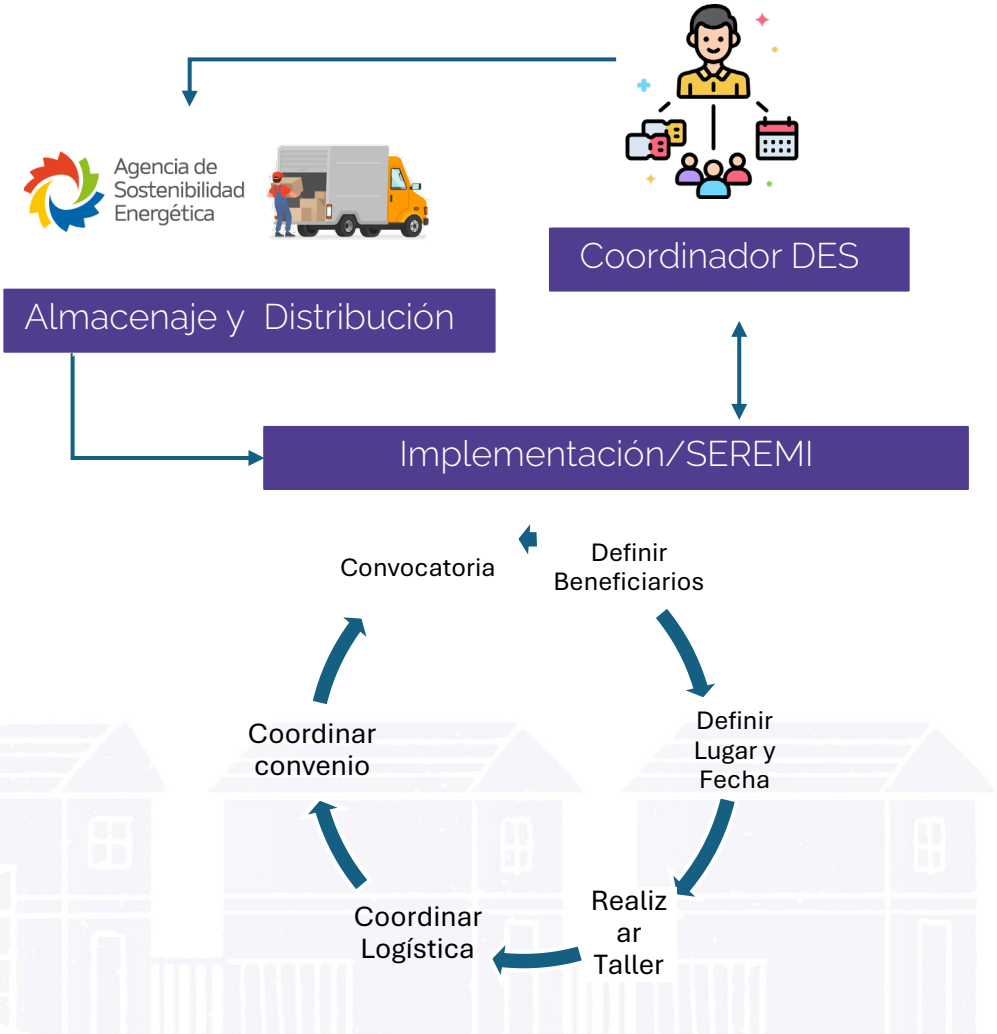 Agencia de
Sostenibilidad
Energética
Coordinador DES
Almacenaje y  Distribución
Implementación/SEREMI
Convocatoria
Definir
Beneficiarios
Definir
Lugar y
Fecha
Realiz
ar
Taller
Coordinar
Logística
Coordinar
convenio